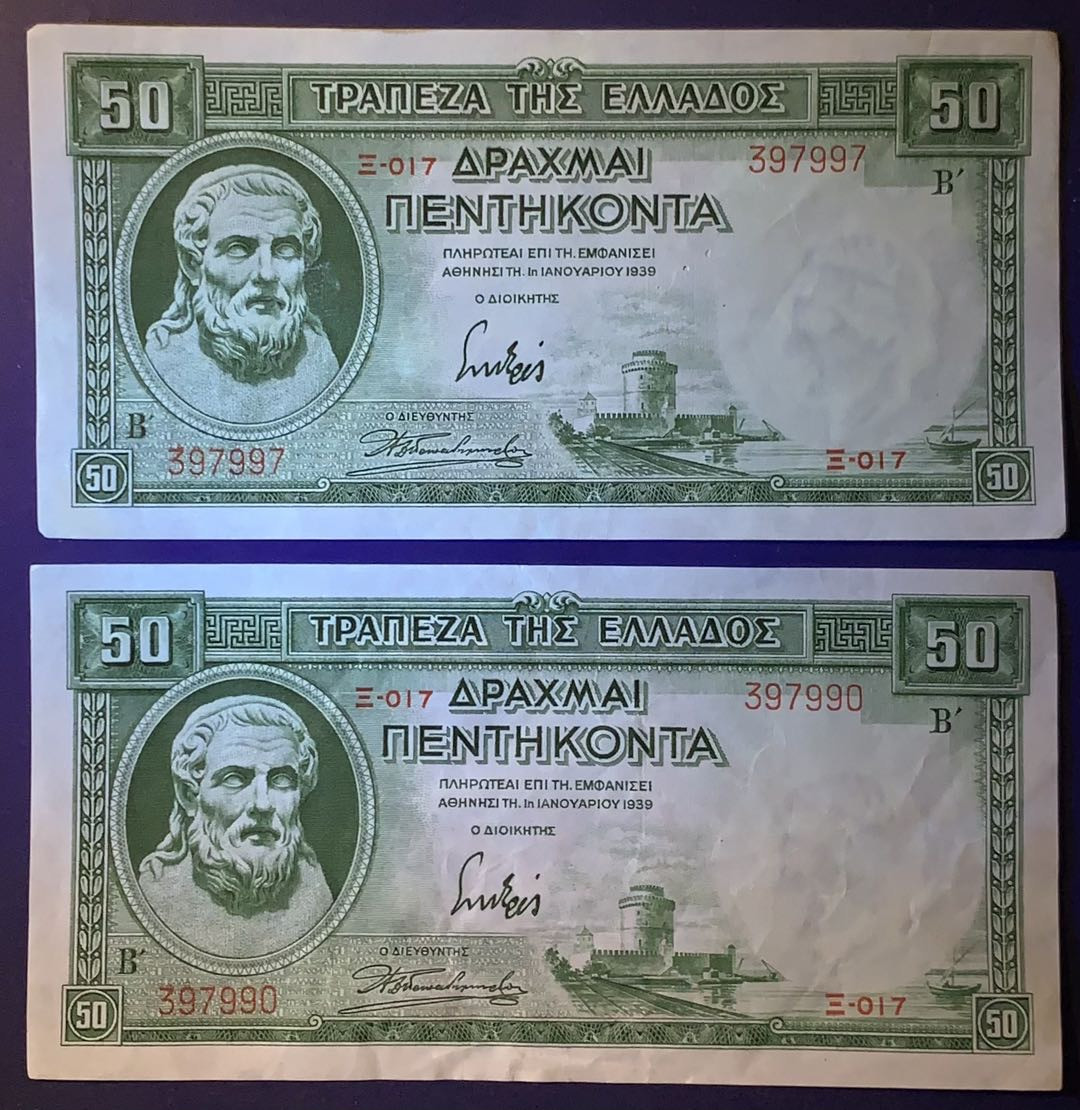 50 ΤΡΑΠΕΖΑ ΤΗΣ ΕΛΛΑΔΟΣ 50
Ξ-017 ΔΡΑΧΜΑΙ 397997
Β΄
ΠΕΝΤΗΚΟΝΤΑ
ΠΛΗΡΩΤΕΑΙ ΕΠΙ ΤΗ. ΕΜΦΑΝΙΣΕΙ
ΑΘΗΝΗΣΙ ΤΗ. 1η ΙΑΝΟΥΑΡΙΟΥ 1939
Ο ΔΙΟΙΚΗΤΗΣ
Ο ΔΙΕΥΘΥΝΤΗΣ
Β΄
397997 Ξ-017
50 50
50 ΤΡΑΠΕΖΑ ΤΗΣ ΕΛΛΑΔΟΣ 50
Ξ-017 ΔΡΑΧΜΑΙ 397990
Β΄
ΠΕΝΤΗΚΟΝΤΑ
ΠΛΗΡΩΤΕΑΙ ΕΠΙ ΤΗ. ΕΜΦΑΝΙΣΕΙ
ΑΘΗΝΗΣΙ ΤΗ. 1η ΙΑΝΟΥΑΡΙΟΥ 1939
Ο ΔΙΟΙΚΗΤΗΣ
Ο ΔΙΕΥΘΥΝΤΗΣ
Β΄
397990 Ξ-017
50 50